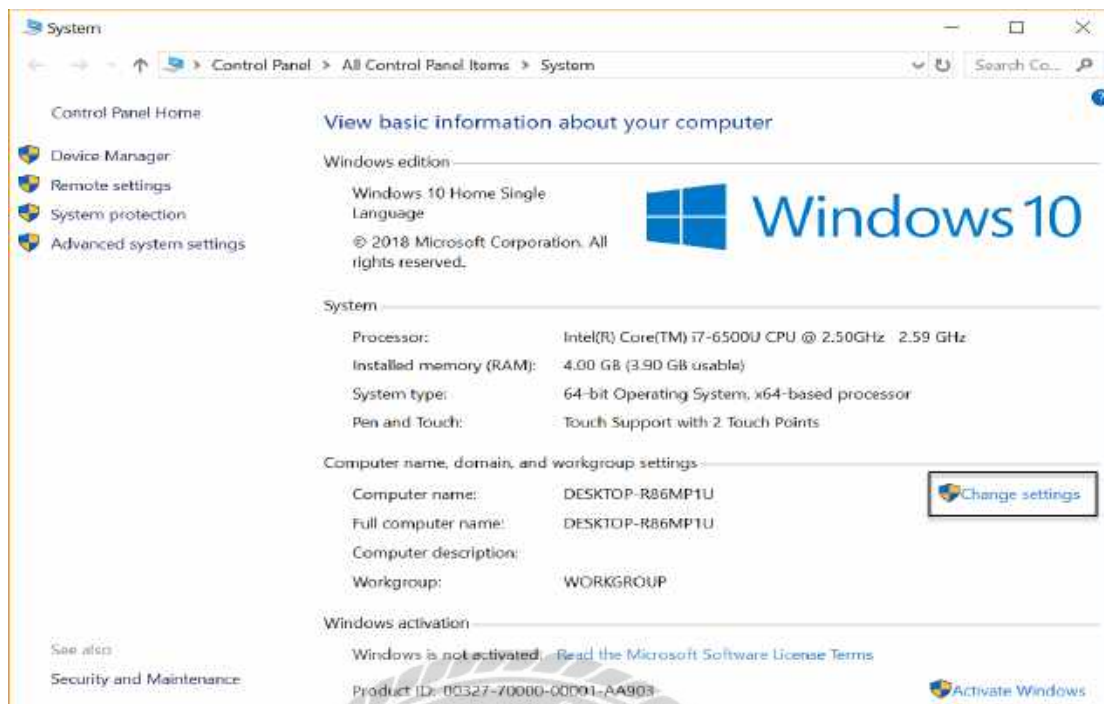 System
Control Panel > All Control Panel Items > System
Search Co...
Control Panel Home
Device Manager
Remote settings
System protection
Advanced system settings
See also
Security and Maintenance
View basic information about your computer
Windows edition
Windows 10 Home Single
Language
© 2018 Microsoft Corporation. All
rights reserved.
Windows 10
System
Processor: Intel(R) Core(TM) i7-6500U CPU @ 2.50GHz 2.59 GHz
Installed memory (RAM): 4.00 GB (3.90 GB usable)
System type: 64-bit Operating System, x64-based processor
Pen and Touch: Touch Support with 2 Touch Points
Computer name, domain, and workgroup settings
Computer name: DESKTOP-R86MP1U
Change settings
Full computer name: DESKTOP-R86MP1U
Computer description:
Workgroup: WORKGROUP
Windows activation
Windows is not activated. Read the Microsoft Software License Terms
Product ID: 00327-70000-00001-AA903
Activate Windows